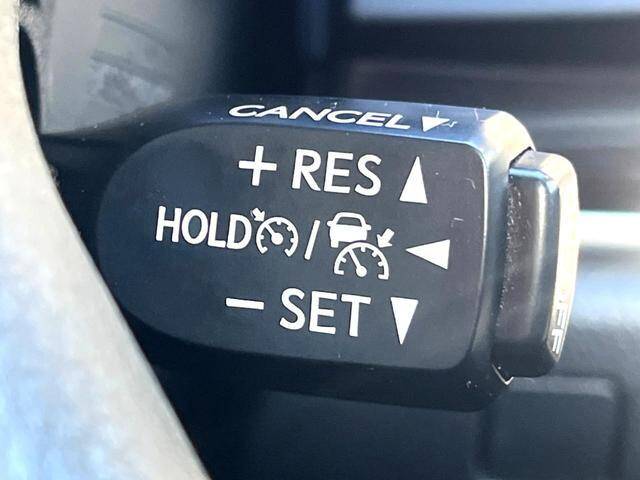 CANCEL
+ RES
HOLD /
− SET